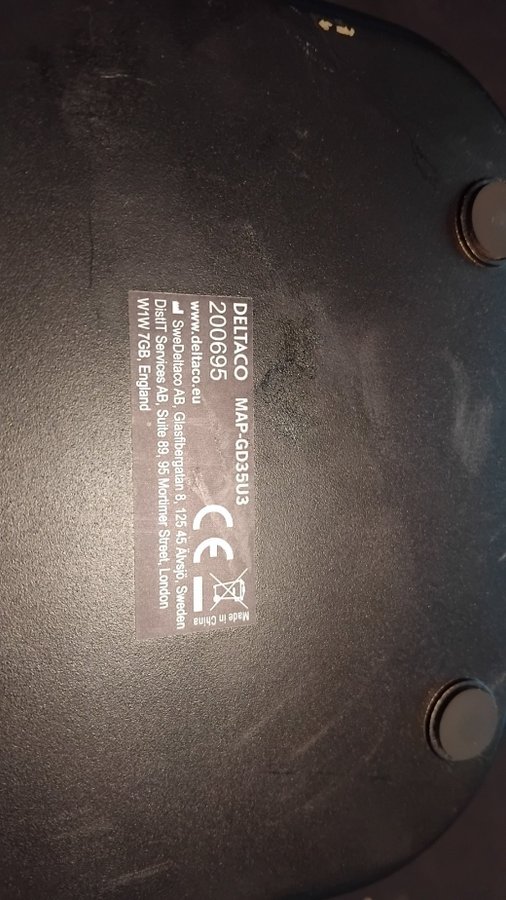 DELTACO MAP-GD35U3
200695
www.deltaco.eu
SweDeltaco AB, Glasfibergatan 8, 125 45 Älvsjö, Sweden
DistIT Services AB, Suite 89, 95 Mortimer Street, London
W1W 7GB, England
CE
Made in China